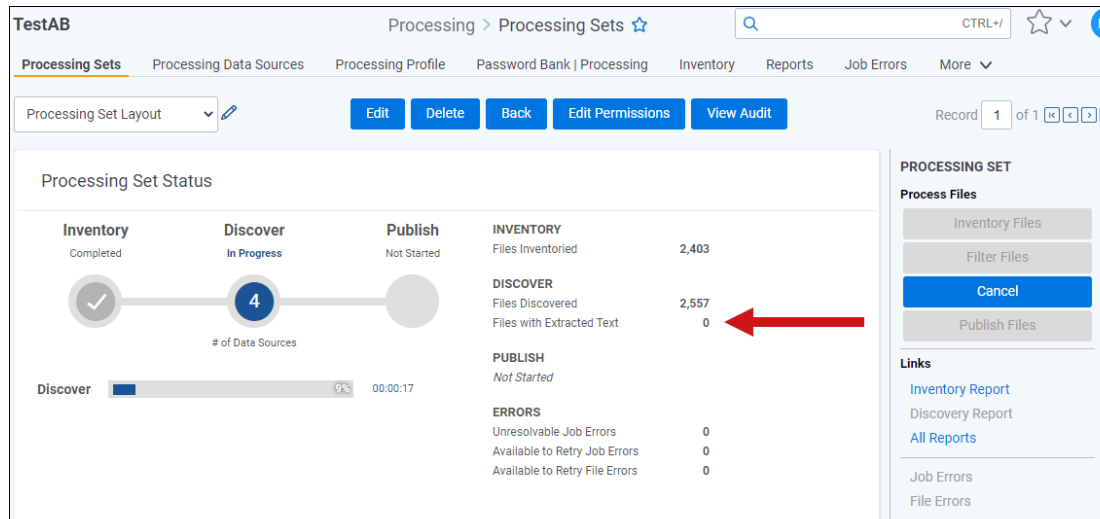 TestAB
Processing > Processing Sets
CTRL+/
Processing Sets
Processing Data Sources
Processing Profile
Password Bank | Processing
Inventory
Reports
Job Errors
More
Processing Set Layout
Edit
Delete
Back
Edit Permissions
View Audit
Record 1 of 1
Processing Set Status
Inventory
Completed
Discover
In Progress
4
# of Data Sources
Publish
Not Started
Discover 9% 00:00:17
INVENTORY
Files Inventoried 2,403
DISCOVER
Files Discovered 2,557
Files with Extracted Text 0
PUBLISH
Not Started
ERRORS
Unresolvable Job Errors 0
Available to Retry Job Errors 0
Available to Retry File Errors 0
PROCESSING SET
Process Files
Inventory Files
Filter Files
Cancel
Publish Files
Links
Inventory Report
Discovery Report
All Reports
Job Errors
File Errors